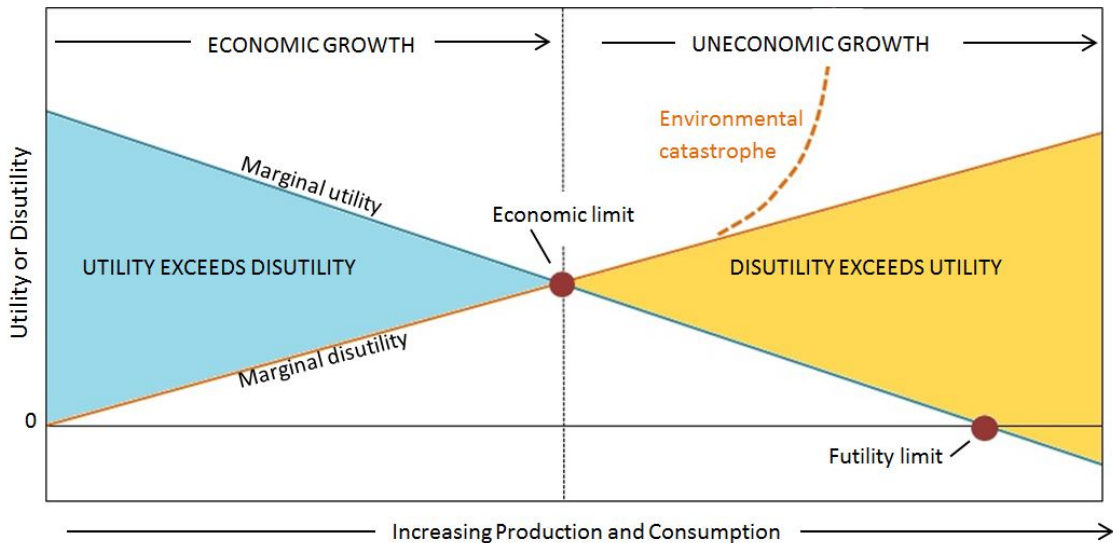 ECONOMIC GROWTH
UNECONOMIC GROWTH
Environmental
catastrophe
Marginal utility
Economic limit
Utility or Disutility
UTILITY EXCEEDS DISUTILITY
DISUTILITY EXCEEDS UTILITY
Marginal disutility
0
Futility limit
Increasing Production and Consumption